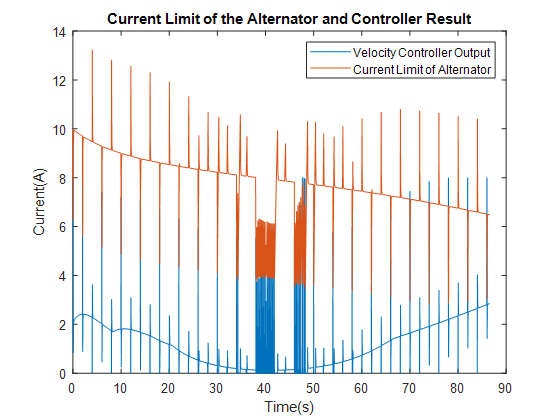 Current Limit of the Alternator and Controller Result
Velocity Controller Output
Current Limit of Alternator
Current(A)
14
12
10
8
6
4
2
0
0 10 20 30 40 50 60 70 80 90
Time(s)